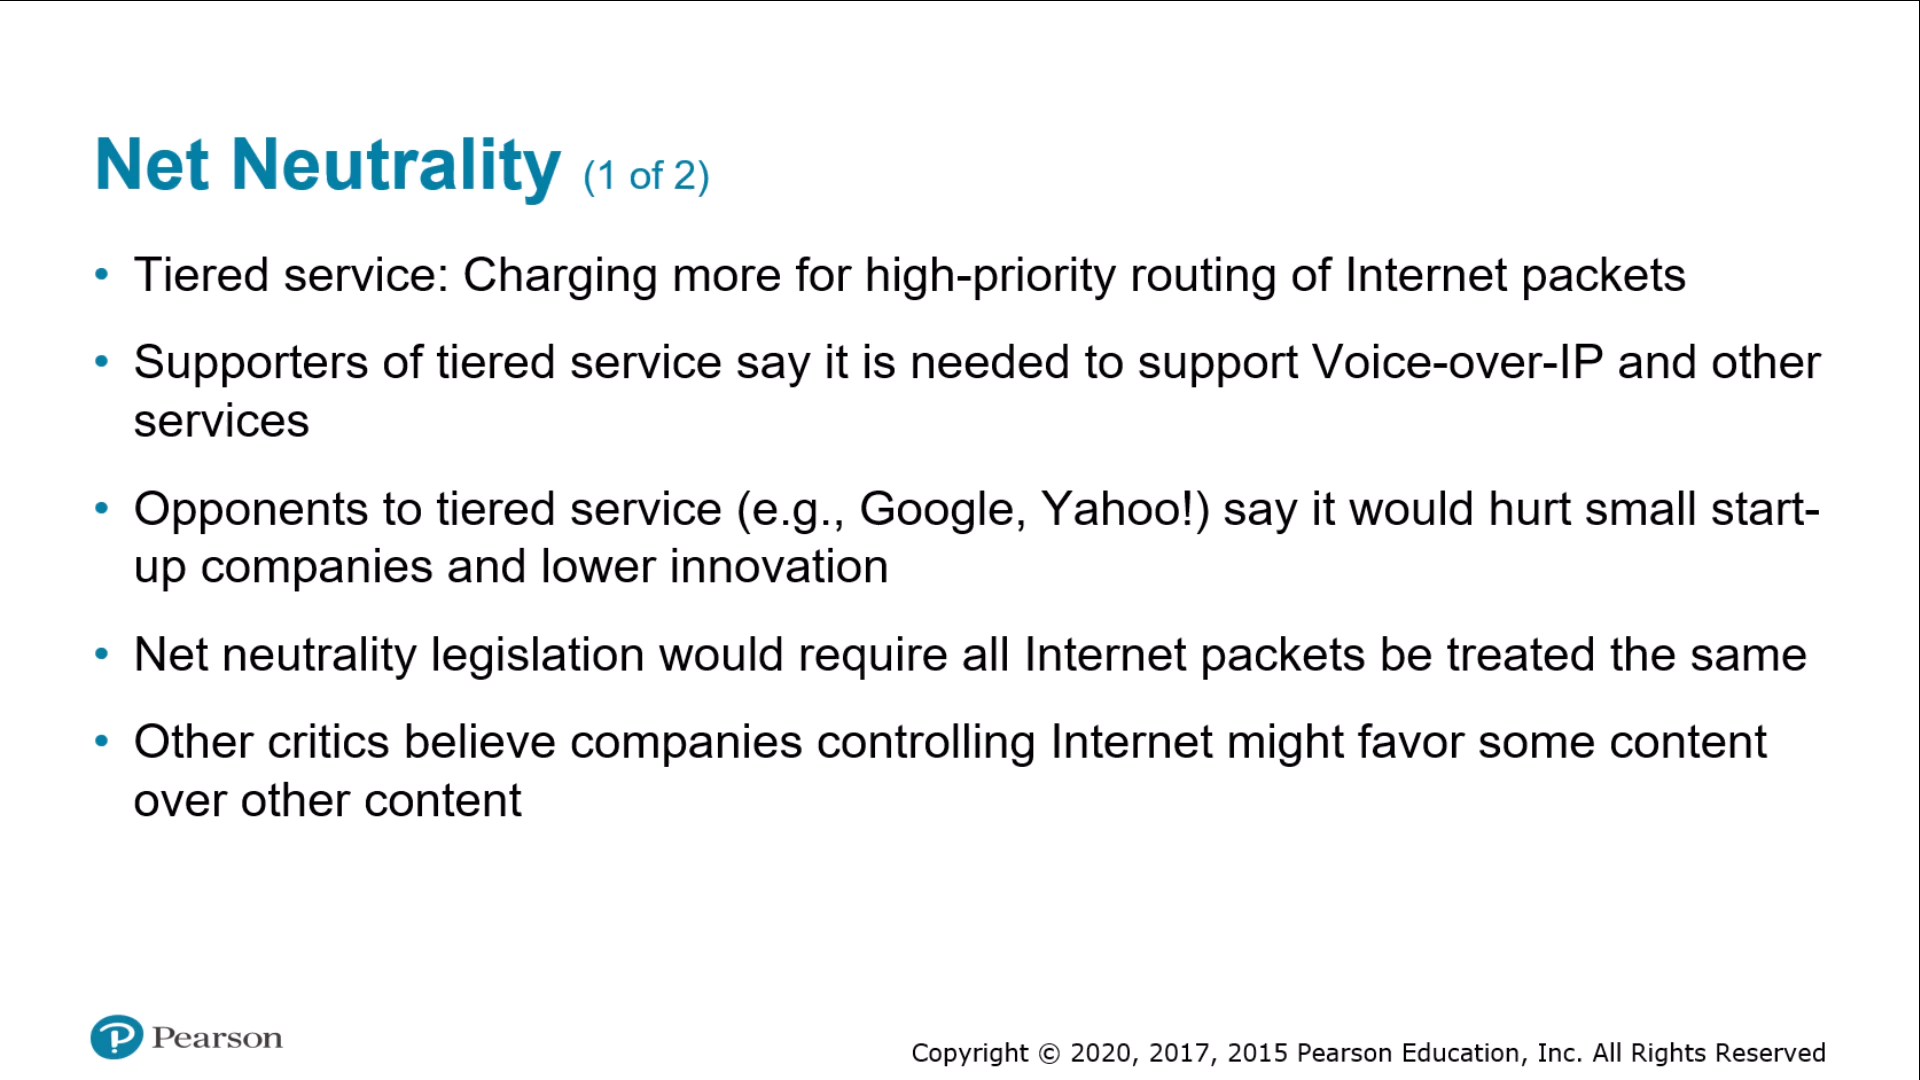 Net Neutrality (1 of 2)
• Tiered service: Charging more for high-priority routing of Internet packets
• Supporters of tiered service say it is needed to support Voice-over-IP and other
services
• Opponents to tiered service (e.g., Google, Yahoo!) say it would hurt small start-
up companies and lower innovation
• Net neutrality legislation would require all Internet packets be treated the same
• Other critics believe companies controlling Internet might favor some content
over other content
Pearson
Copyright © 2020, 2017, 2015 Pearson Education, Inc. All Rights Reserved